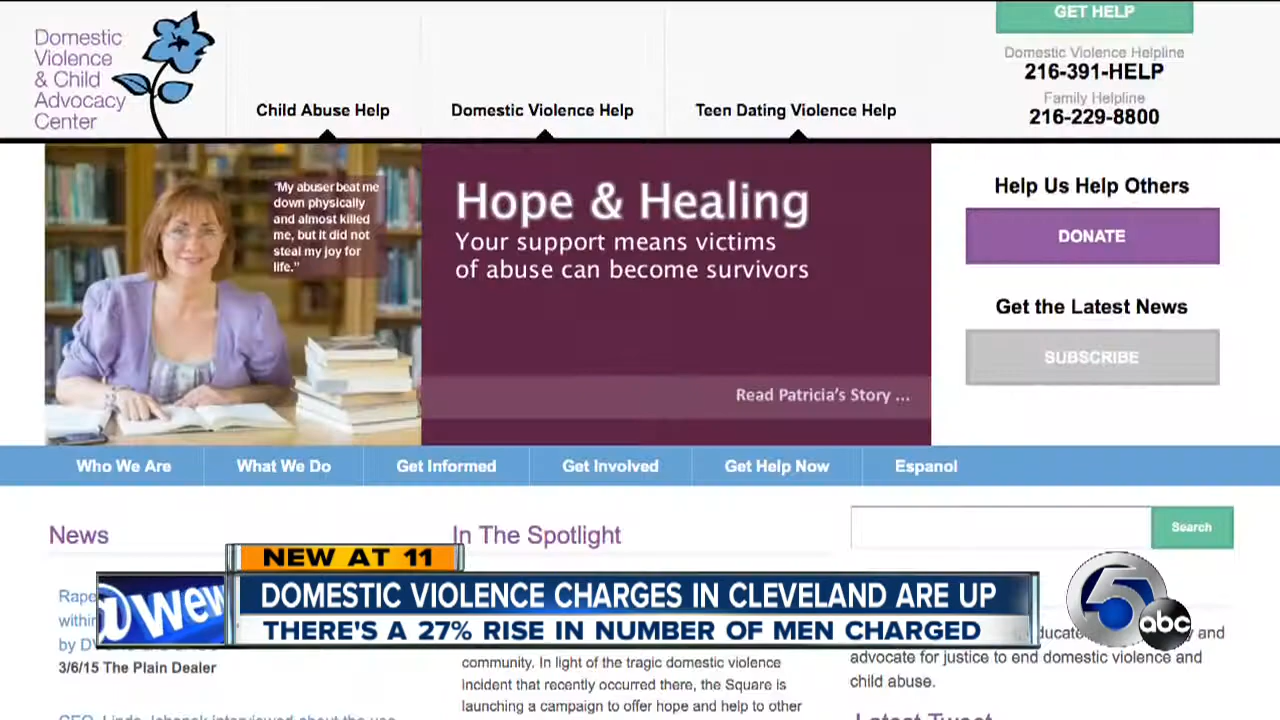 Domestic
Violence
& Child
Advocacy
Center
Child Abuse Help
Domestic Violence Help
Teen Dating Violence Help
GET HELP
Domestic Violence Helpline
216-391-HELP
Family Helpline
216-229-8800
"My abuser beat me
down physically
and almost killed
me, but it did not
steal my joy for
life."
Hope & Healing
Your support means victims
of abuse can become survivors
Read Patricia's Story ...
Help Us Help Others
DONATE
Get the Latest News
SUBSCRIBE
Who We Are
What We Do
Get Informed
Get Involved
Get Help Now
Espanol
News
In The Spotlight
Search
NEW AT 11
DOMESTIC VIOLENCE CHARGES IN CLEVELAND ARE UP
THERE'S A 27% RISE IN NUMBER OF MEN CHARGED
wew
5
abc
by
3/6/15 The Plain Dealer
community. In light of the tragic domestic violence
incident that recently occurred there, the Square is
launching a campaign to offer hope and help to other
and
advocate for justice to end domestic violence and
child abuse.
Latest Tweet